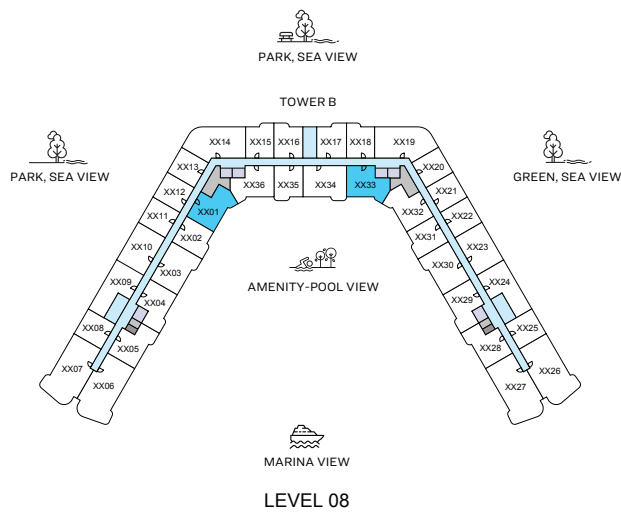 PARK, SEA VIEW
TOWER B
PARK, SEA VIEW
GREEN, SEA VIEW
XX14
XX15
XX16
XX17
XX18
XX19
XX13
XX20
XX36
XX35
XX34
XX33
XX12
XX21
XX11
XX01
XX32
XX22
XX02
XX31
XX10
XX23
XX03
XX30
XX09
XX24
XX04
XX29
XX08
XX25
XX05
XX28
XX07
XX26
XX06
XX27
AMENITY-POOL VIEW
MARINA VIEW
LEVEL 08